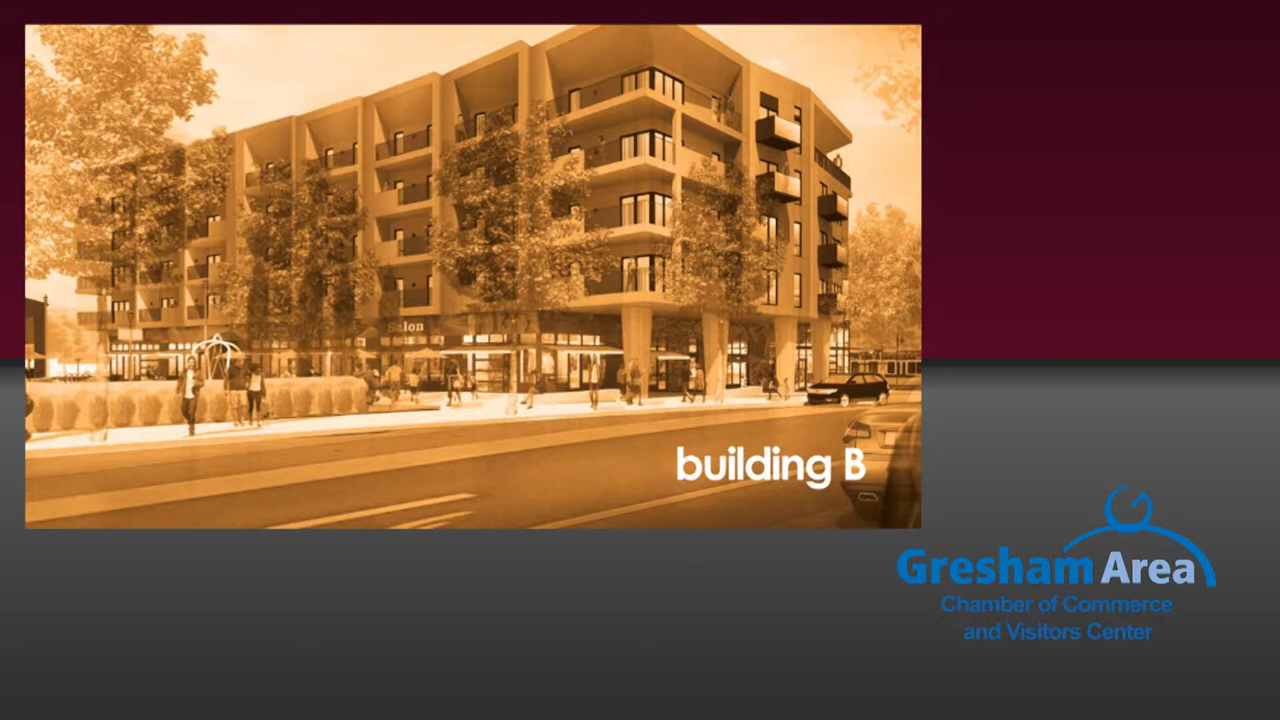 Salon
building B
Gresham Area
Chamber of Commerce
and Visitors Center